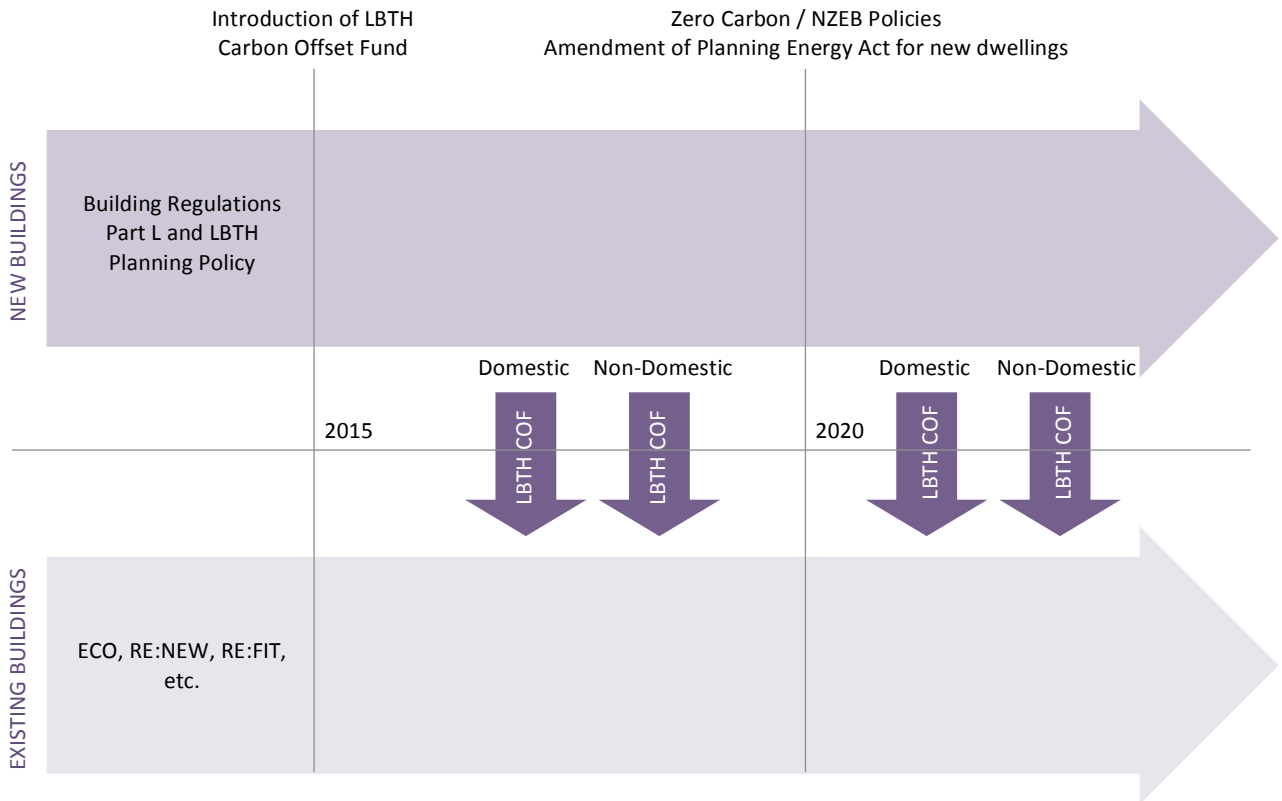 Introduction of LBTH
Carbon Offset Fund
Zero Carbon / NZEB Policies
Amendment of Planning Energy Act for new dwellings
NEW BUILDINGS
Building Regulations
Part L and LBTH
Planning Policy
Domestic
Non-Domestic
Domestic
Non-Domestic
2015
2020
LBTH COF
LBTH COF
LBTH COF
LBTH COF
EXISTING BUILDINGS
ECO, RE:NEW, RE:FIT,
etc.